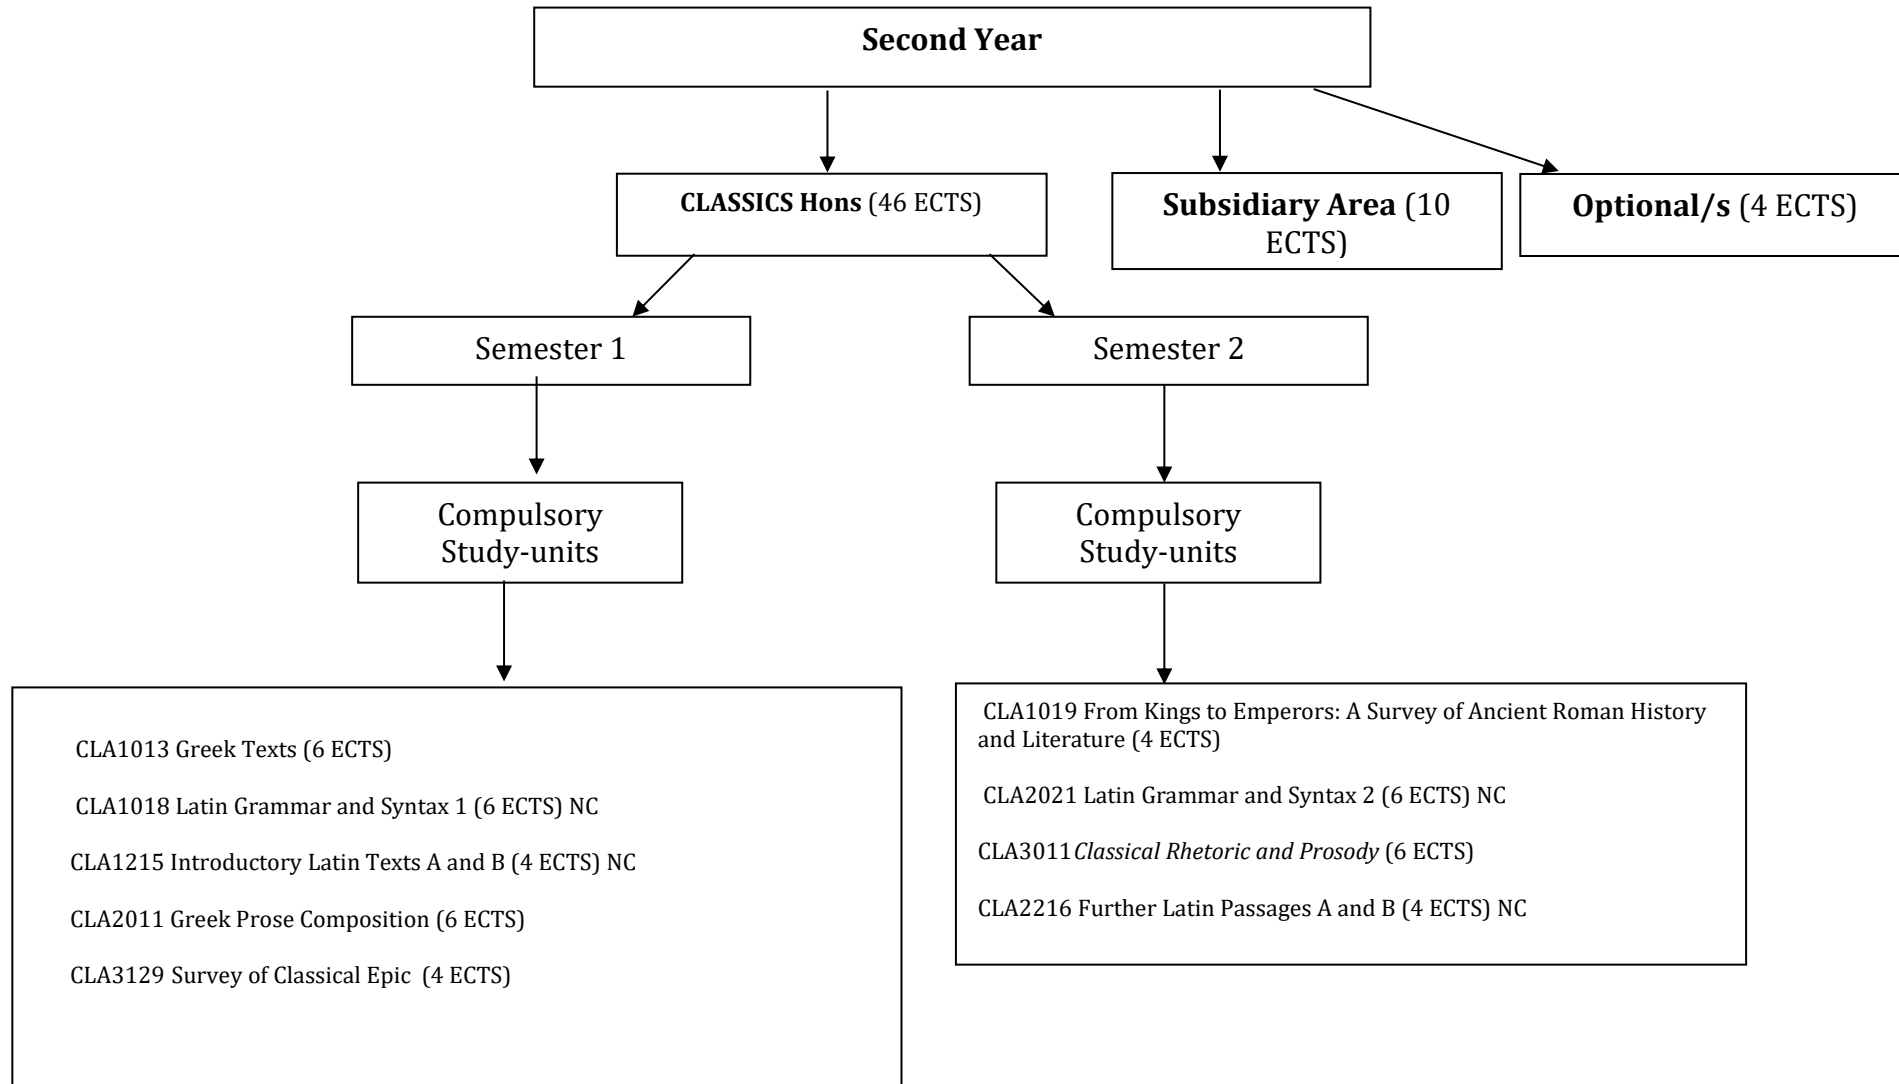 Second Year
CLASSICS Hons (46 ECTS)
Subsidiary Area (10
ECTS)
Optional/s (4 ECTS)
Semester 1
Semester 2
Compulsory
Study-units
Compulsory
Study-units
CLA1013 Greek Texts (6 ECTS)
CLA1018 Latin Grammar and Syntax 1 (6 ECTS) NC
CLA1215 Introductory Latin Texts A and B (4 ECTS) NC
CLA2011 Greek Prose Composition (6 ECTS)
CLA3129 Survey of Classical Epic (4 ECTS)
CLA1019 From Kings to Emperors: A Survey of Ancient Roman History
and Literature (4 ECTS)
CLA2021 Latin Grammar and Syntax 2 (6 ECTS) NC
CLA3011 Classical Rhetoric and Prosody (6 ECTS)
CLA2216 Further Latin Passages A and B (4 ECTS) NC